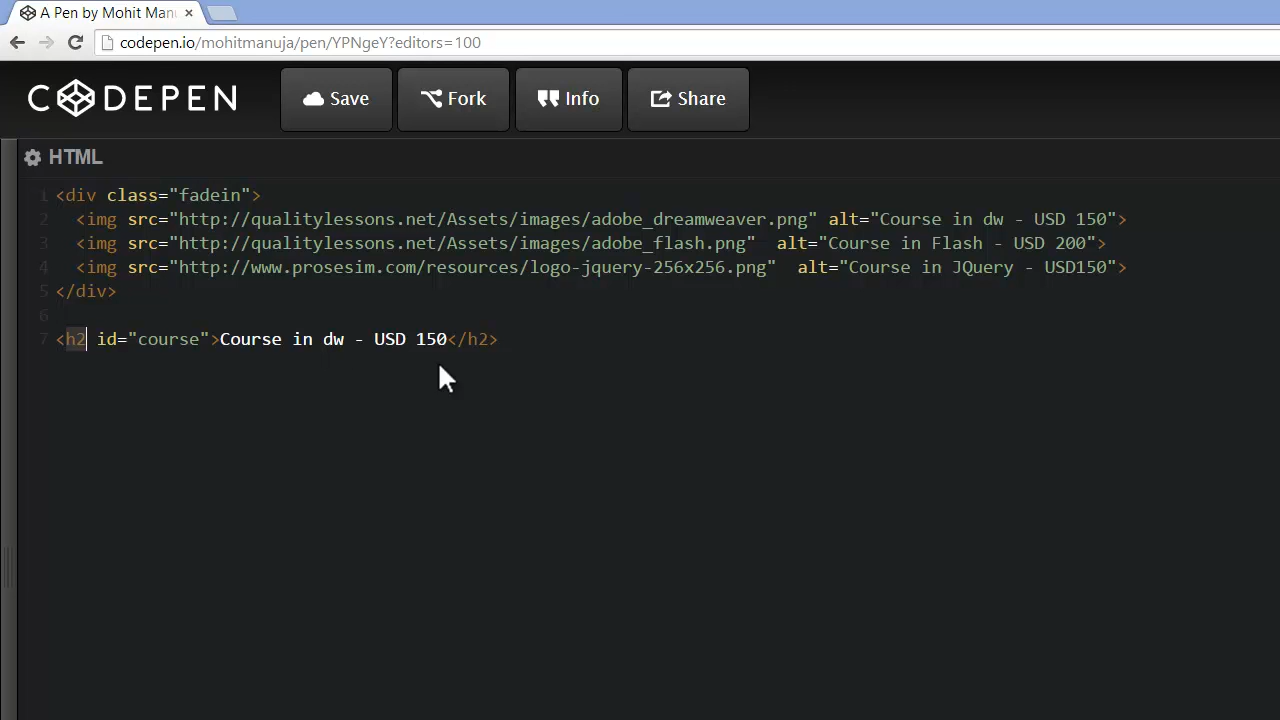 A Pen by Mohit Manu ×
codepen.io/mohitmanuja/pen/YPNgeY?editors=100
CODEPEN Save Fork Info Share
HTML
1 <div class="fadein">
2 <img src="http://qualitylessons.net/Assets/images/adobe_dreamweaver.png" alt="Course in dw - USD 150">
3 <img src="http://qualitylessons.net/Assets/images/adobe_flash.png" alt="Course in Flash - USD 200">
4 <img src="http://www.prosesim.com/resources/logo-jquery-256x256.png" alt="Course in JQuery - USD150">
5 </div>
6
7 <h2 id="course">Course in dw - USD 150</h2>